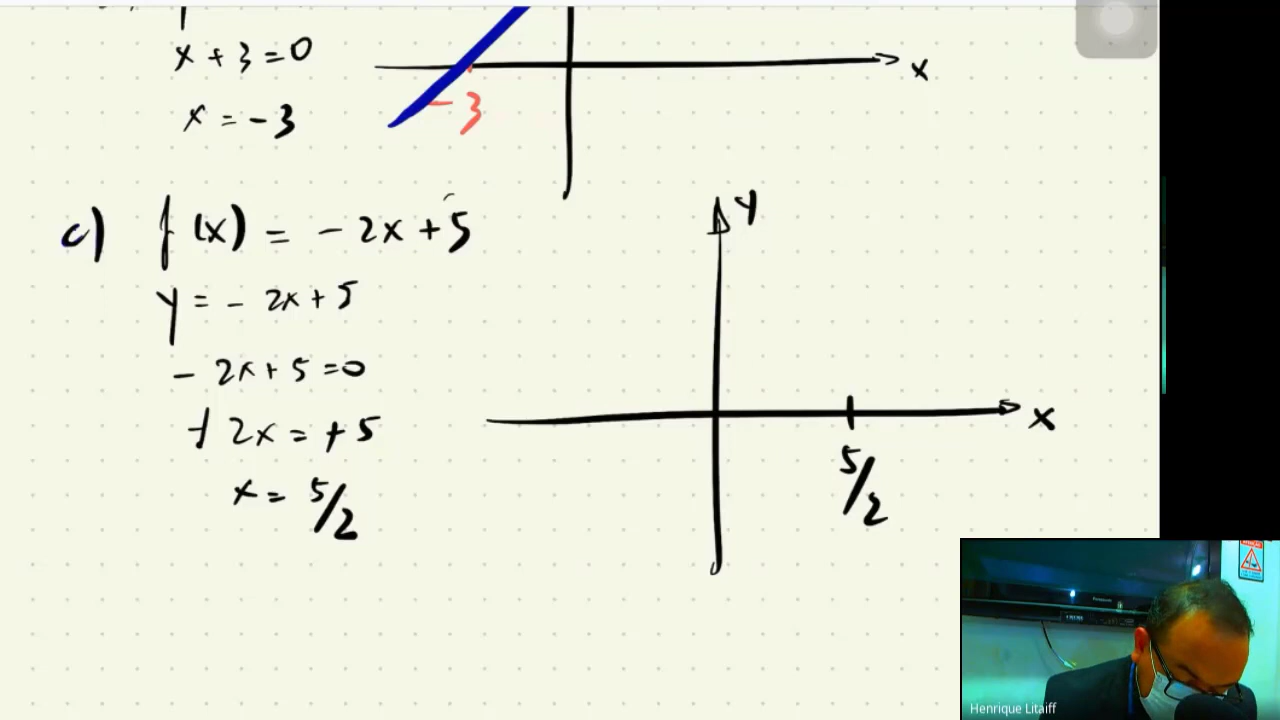 x + 3 = 0
x = - 3
- 3
x
c) f(x) = - 2x + 5
y = - 2x + 5
- 2x + 5 = 0
+ 2x = + 5
x = 5/2
y
x
5/2
Henrique Litaiff